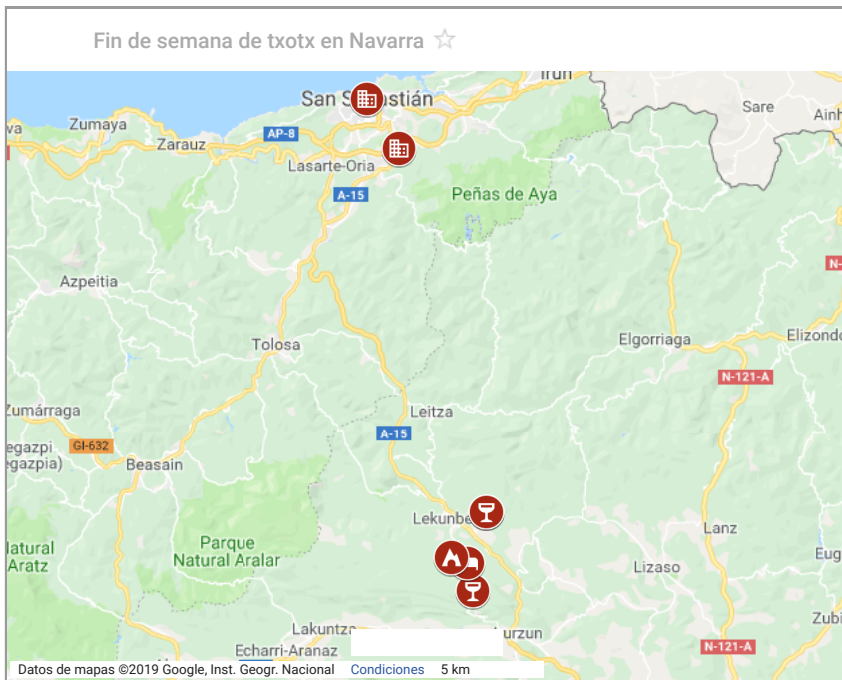 Fin de semana de txotx en Navarra
Irun
San Sebastián
Sare
Zumaya
AP-8
Zarauz
Lasarte-Oria
A-15
Peñas de Aya
Azpeitia
N-
Tolosa
Elgorriaga
Elizondo
N-121-A
Zumárraga
Leitza
A-15
GI-632
egazpi
egazpia)
Beasain
Lekunbe
Lanz
Parque
Natural Aralar
atural
Aratz
Lizaso
Eug
Zubi
Lakuntza
urzun
Echarri-Aranaz
N-121-A
Datos de mapas ©2019 Google, Inst. Geogr. Nacional Condiciones 5 km